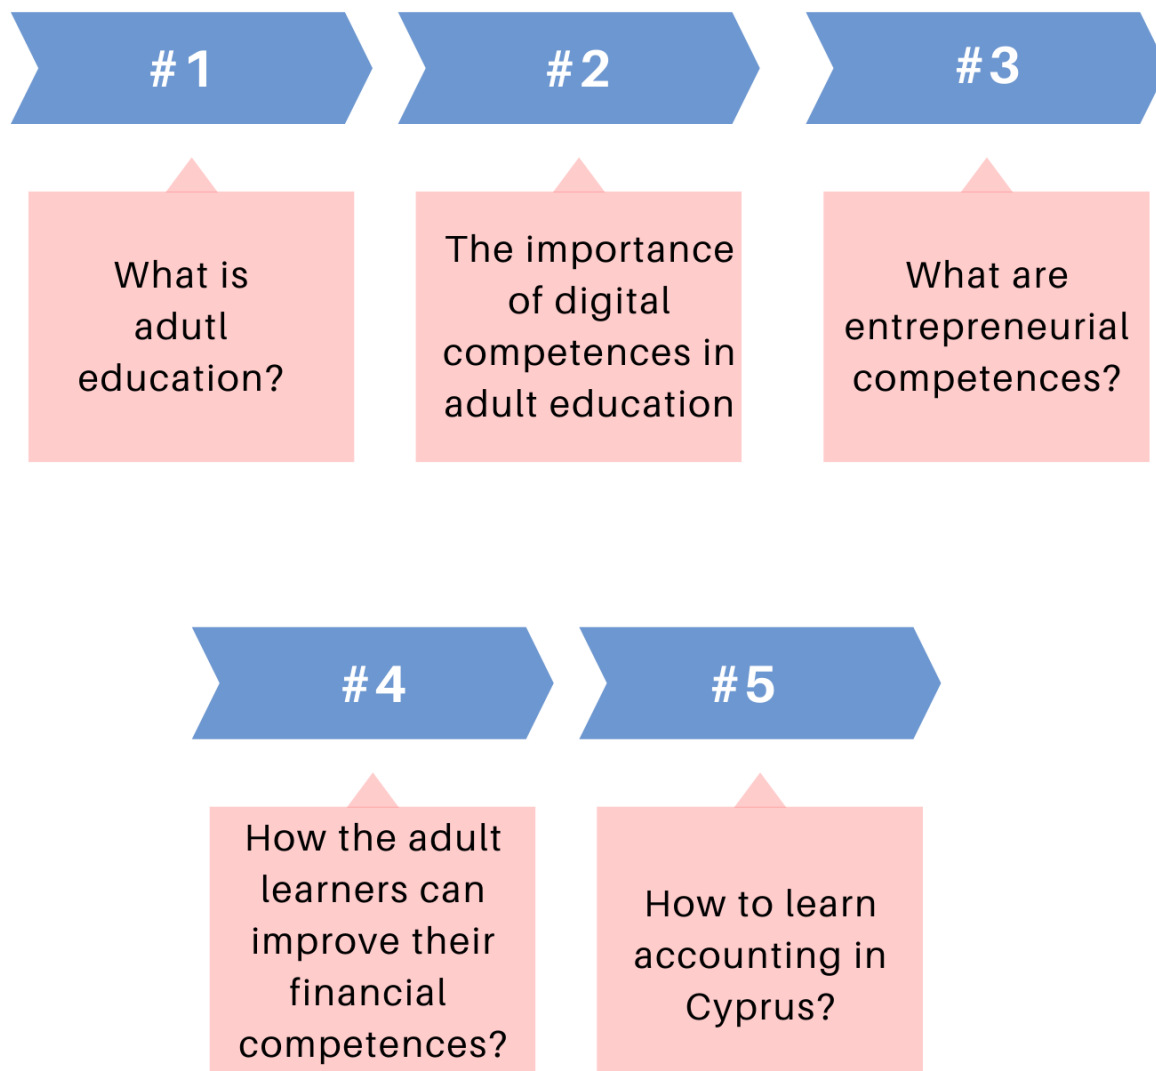 #1
#2
#3
What is
adutl
education?
The importance
of digital
competences in
adult education
What are
entrepreneurial
competences?
#4
#5
How the adult
learners can
improve their
financial
competences?
How to learn
accounting in
Cyprus?